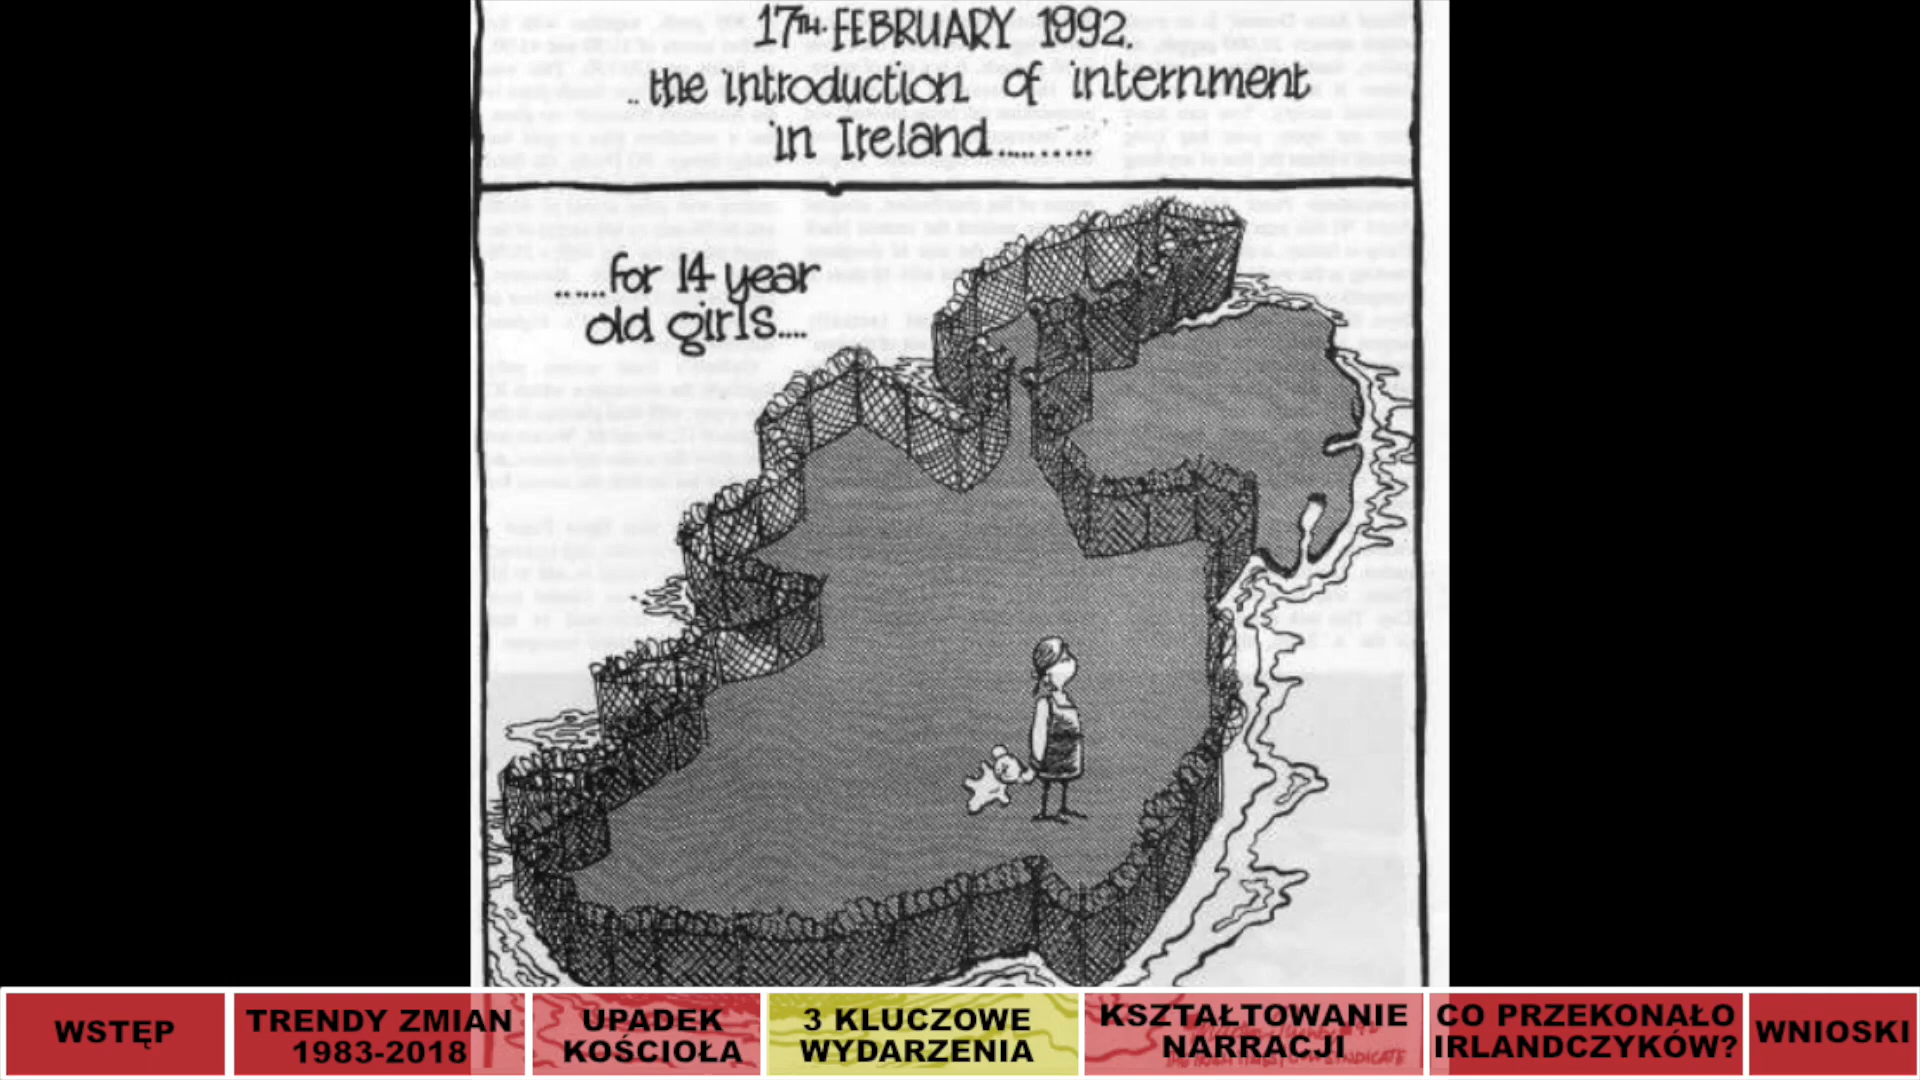 17TH. FEBRUARY 1992.
..the introduction of internment
in Ireland..........
......for 14 year
old girls....
WSTĘP
TRENDY ZMIAN
1983-2018
UPADEK
KOŚCIOŁA
3 KLUCZOWE
WYDARZENIA
KSZTAŁTOWANIE
NARRACJI
CO PRZEKONAŁO
IRLANDCZYKÓW?
WNIOSKI